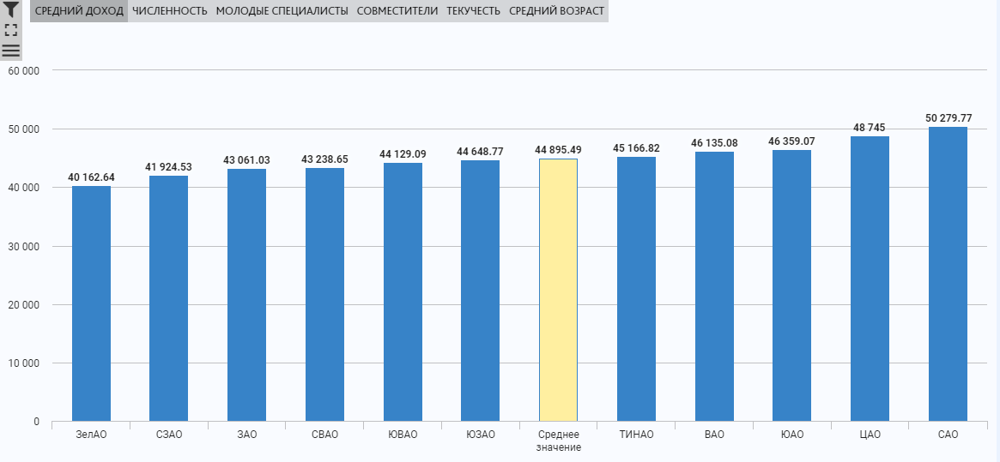 СРЕДНИЙ ДОХОД ЧИСЛЕННОСТЬ МОЛОДЫЕ СПЕЦИАЛИСТЫ СОВМЕСТИТЕЛИ ТЕКУЧЕСТЬ СРЕДНИЙ ВОЗРАСТ
60 000
50 000
40 000
30 000
20 000
10 000
0
40 162.64
41 924.53
43 061.03
43 238.65
44 129.09
44 648.77
44 895.49
45 166.82
46 135.08
46 359.07
48 745
50 279.77
ЗелАО
СЗАО
ЗАО
СВАО
ЮВАО
ЮЗАО
Среднее
значение
ТИНАО
ВАО
ЮАО
ЦАО
САО